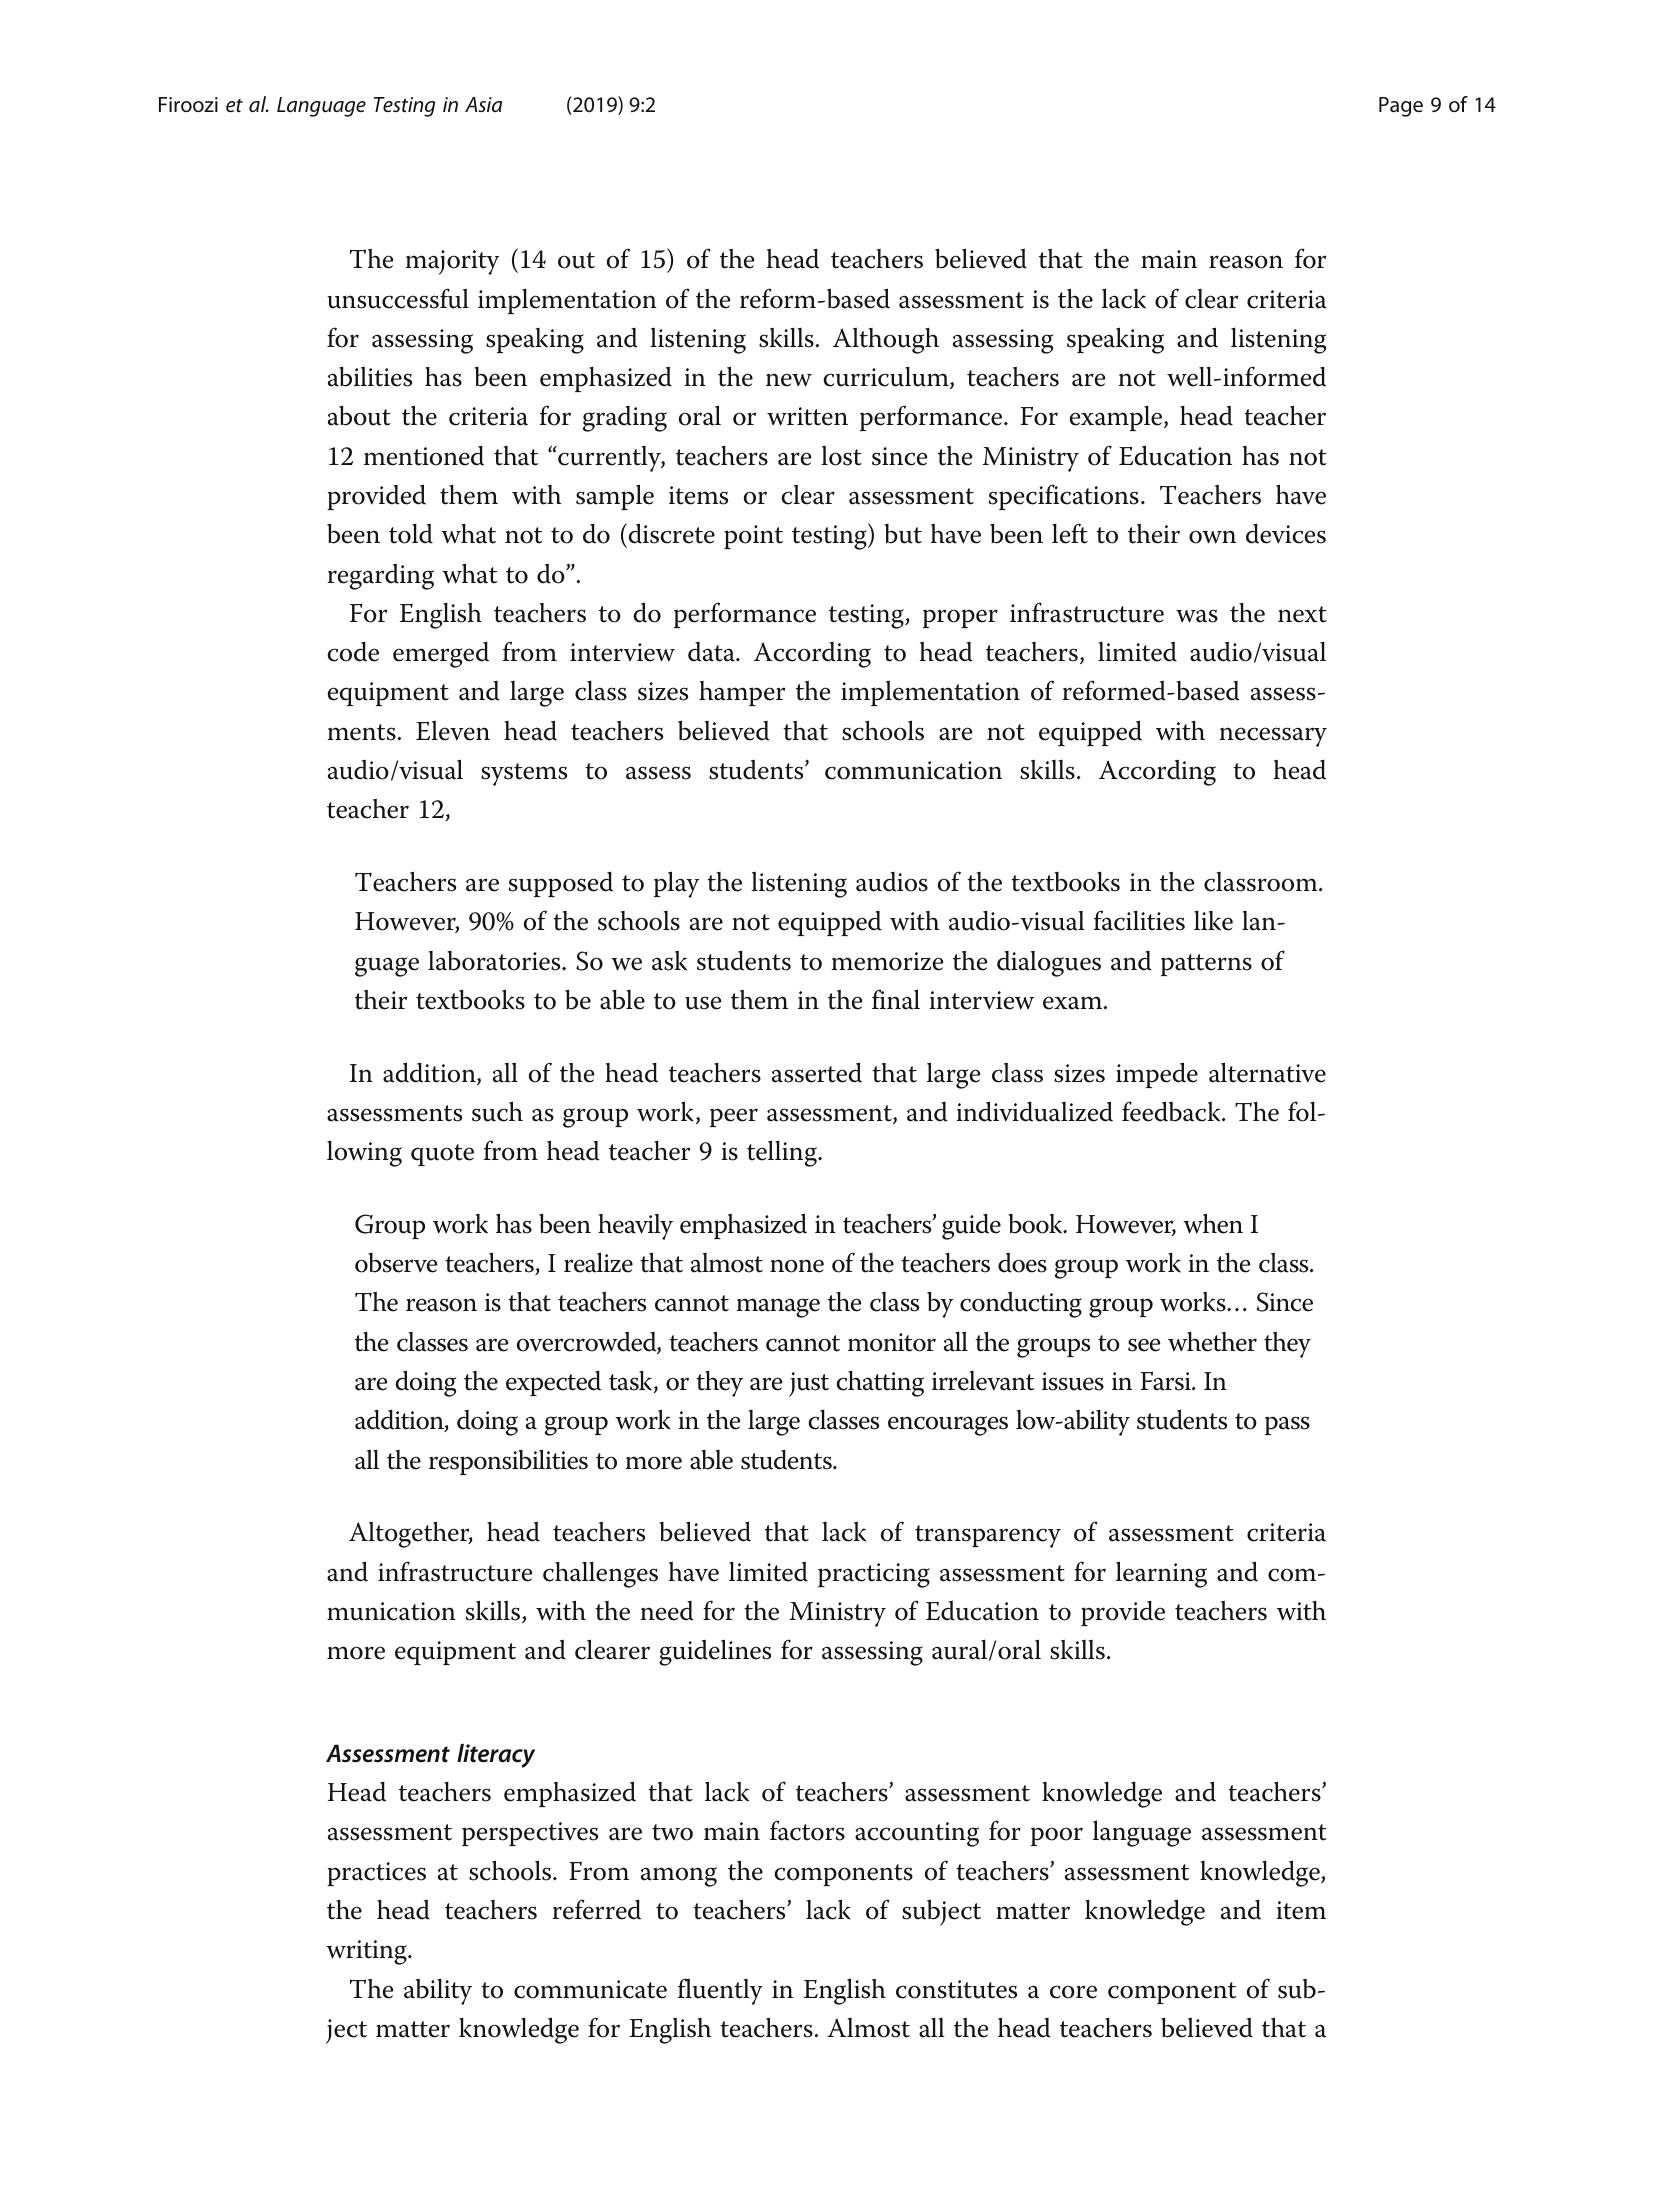 Firoozi et al. Language Testing in Asia (2019) 9:2 Page 9 of 14
The majority (14 out of 15) of the head teachers believed that the main reason for
unsuccessful implementation of the reform-based assessment is the lack of clear criteria
for assessing speaking and listening skills. Although assessing speaking and listening
abilities has been emphasized in the new curriculum, teachers are not well-informed
about the criteria for grading oral or written performance. For example, head teacher
12 mentioned that “currently, teachers are lost since the Ministry of Education has not
provided them with sample items or clear assessment specifications. Teachers have
been told what not to do (discrete point testing) but have been left to their own devices
regarding what to do”.
For English teachers to do performance testing, proper infrastructure was the next
code emerged from interview data. According to head teachers, limited audio/visual
equipment and large class sizes hamper the implementation of reformed-based assess-
ments. Eleven head teachers believed that schools are not equipped with necessary
audio/visual systems to assess students’ communication skills. According to head
teacher 12,
Teachers are supposed to play the listening audios of the textbooks in the classroom.
However, 90% of the schools are not equipped with audio-visual facilities like lan-
guage laboratories. So we ask students to memorize the dialogues and patterns of
their textbooks to be able to use them in the final interview exam.
In addition, all of the head teachers asserted that large class sizes impede alternative
assessments such as group work, peer assessment, and individualized feedback. The fol-
lowing quote from head teacher 9 is telling.
Group work has been heavily emphasized in teachers’ guide book. However, when I
observe teachers, I realize that almost none of the teachers does group work in the class.
The reason is that teachers cannot manage the class by conducting group works… Since
the classes are overcrowded, teachers cannot monitor all the groups to see whether they
are doing the expected task, or they are just chatting irrelevant issues in Farsi. In
addition, doing a group work in the large classes encourages low-ability students to pass
all the responsibilities to more able students.
Altogether, head teachers believed that lack of transparency of assessment criteria
and infrastructure challenges have limited practicing assessment for learning and com-
munication skills, with the need for the Ministry of Education to provide teachers with
more equipment and clearer guidelines for assessing aural/oral skills.
Assessment literacy
Head teachers emphasized that lack of teachers’ assessment knowledge and teachers’
assessment perspectives are two main factors accounting for poor language assessment
practices at schools. From among the components of teachers’ assessment knowledge,
the head teachers referred to teachers’ lack of subject matter knowledge and item
writing.
The ability to communicate fluently in English constitutes a core component of sub-
ject matter knowledge for English teachers. Almost all the head teachers believed that a